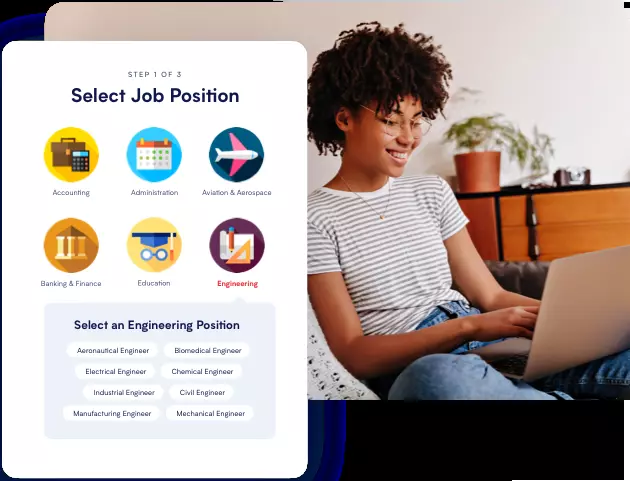 STEP 1 OF 3
Select Job Position
Accounting
Administration
Aviation & Aerospace
Banking & Finance
Education
Engineering
Select an Engineering Position
Aeronautical Engineer
Biomedical Engineer
Electrical Engineer
Chemical Engineer
Industrial Engineer
Civil Engineer
Manufacturing Engineer
Mechanical Engineer